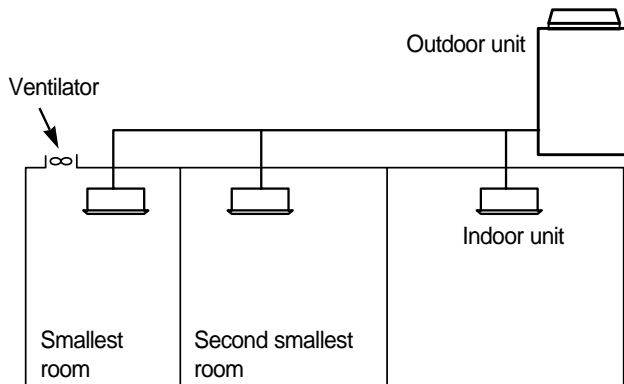 Outdoor unit
Ventilator
Indoor unit
Smallest
room
Second smallest
room